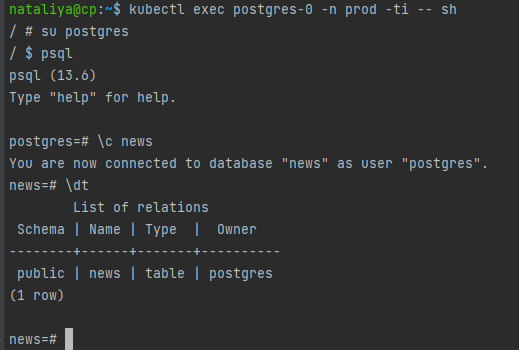 nataliya@cp:~$ kubectl exec postgres-0 -n prod -ti -- sh
/ # su postgres
/ $ psql
psql (13.6)
Type "help" for help.

postgres=# \c news
You are now connected to database "news" as user "postgres".
news=# \dt
        List of relations
 Schema | Name | Type  |  Owner
--------+------+-------+----------
 public | news | table | postgres
(1 row)

news=#